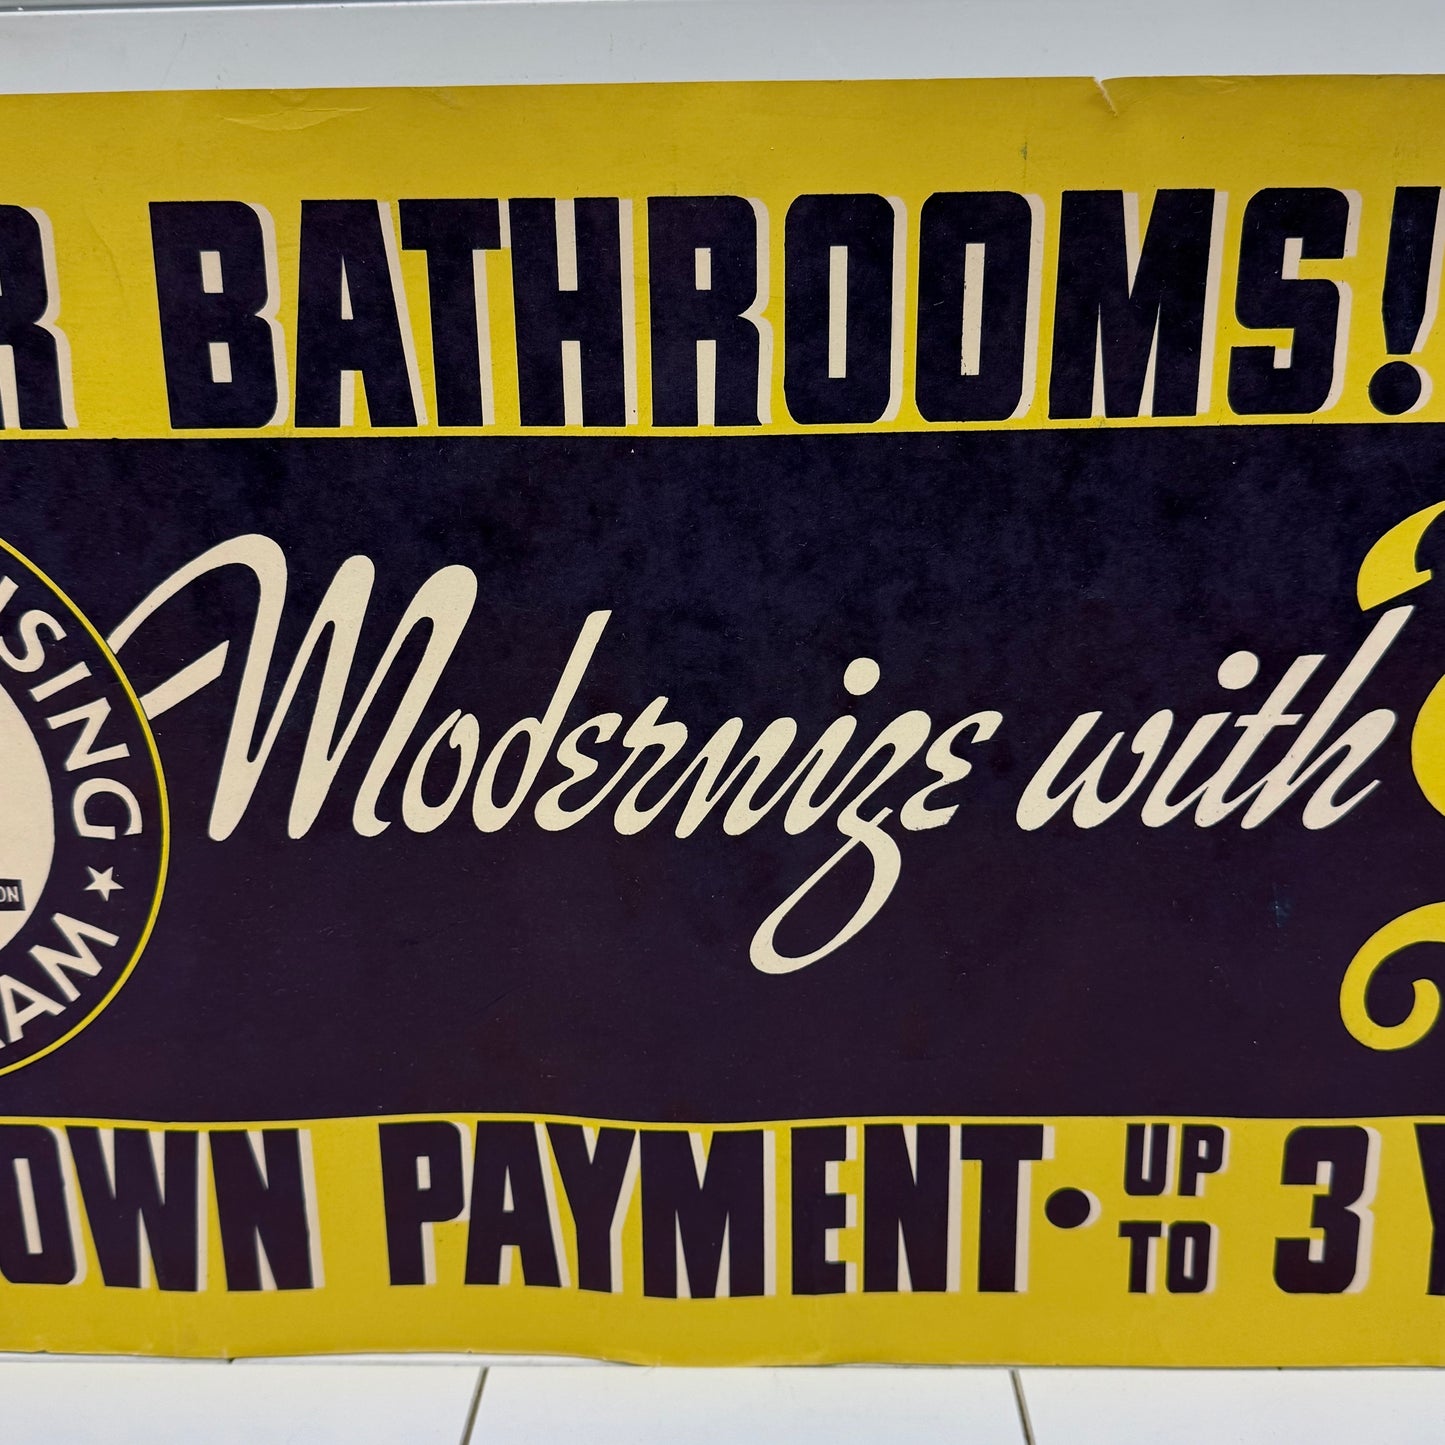 R BATHROOMS!
SING ★
ON
AM
Modernize with
OWN PAYMENT • UP TO 3 Y